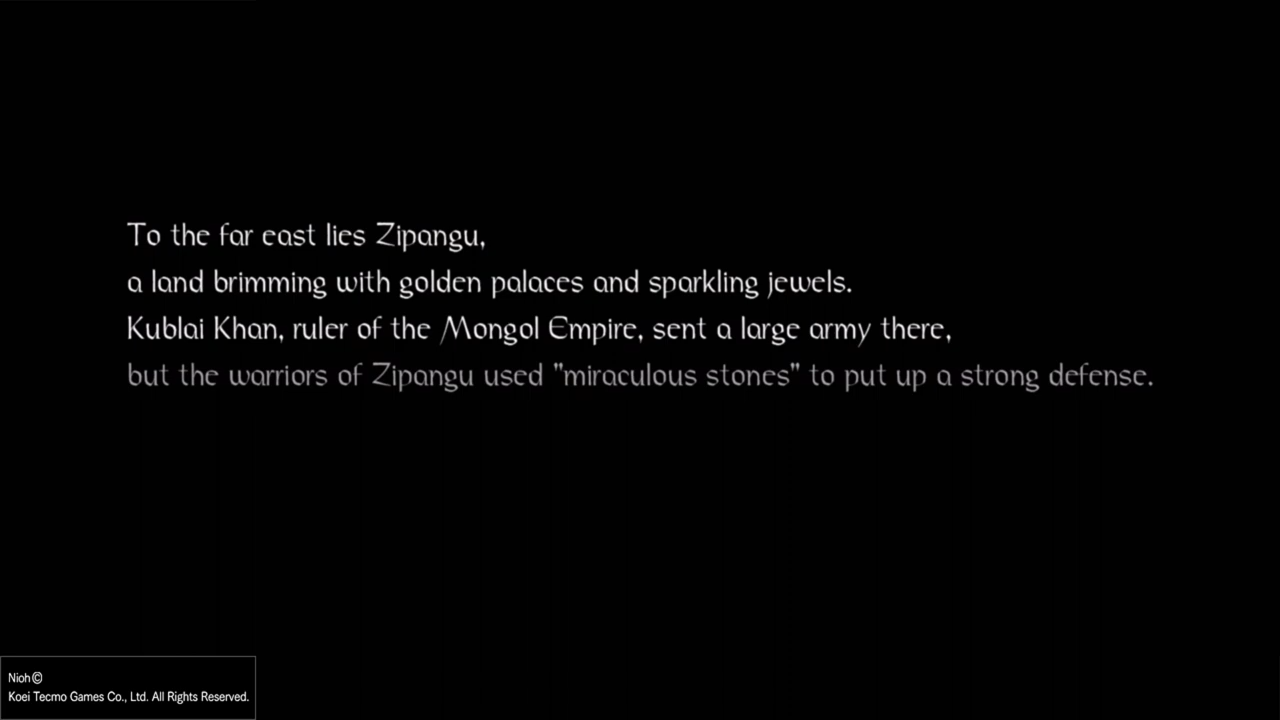 To the far east lies Zipangu,
a land brimming with golden palaces and sparkling jewels.
Kublai Khan, ruler of the Mongol Empire, sent a large army there,
but the warriors of Zipangu used "miraculous stones" to put up a strong defense.
Nioh©
Koei Tecmo Games Co., Ltd. All Rights Reserved.